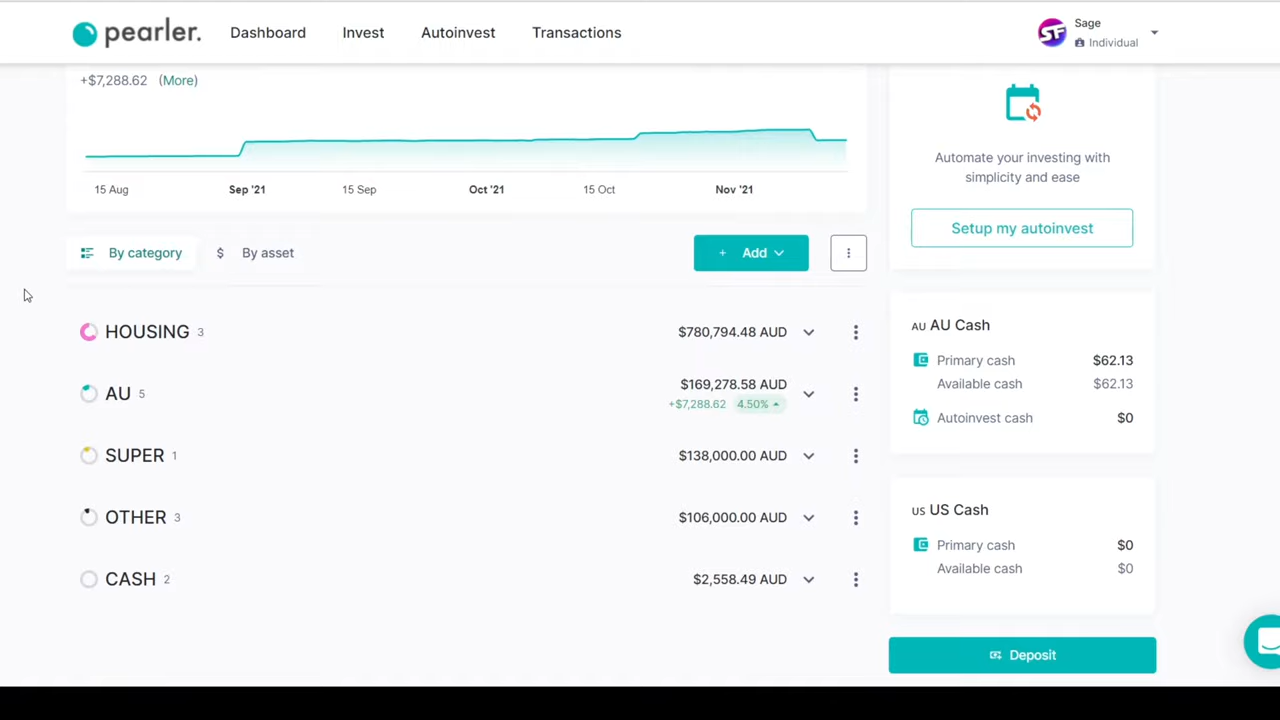 pearler.
Dashboard
Invest
Autoinvest
Transactions
SF
Sage
Individual
+$7,288.62 (More)
15 Aug
Sep '21
15 Sep
Oct '21
15 Oct
Nov '21
By category
$ By asset
+ Add
HOUSING 3
$780,794.48 AUD
AU 5
$169,278.58 AUD
+$7,288.62 4.50%
SUPER 1
$138,000.00 AUD
OTHER 3
$106,000.00 AUD
CASH 2
$2,558.49 AUD
Automate your investing with
simplicity and ease
Setup my autoinvest
AU AU Cash
Primary cash $62.13
Available cash $62.13
Autoinvest cash $0
US US Cash
Primary cash $0
Available cash $0
Deposit